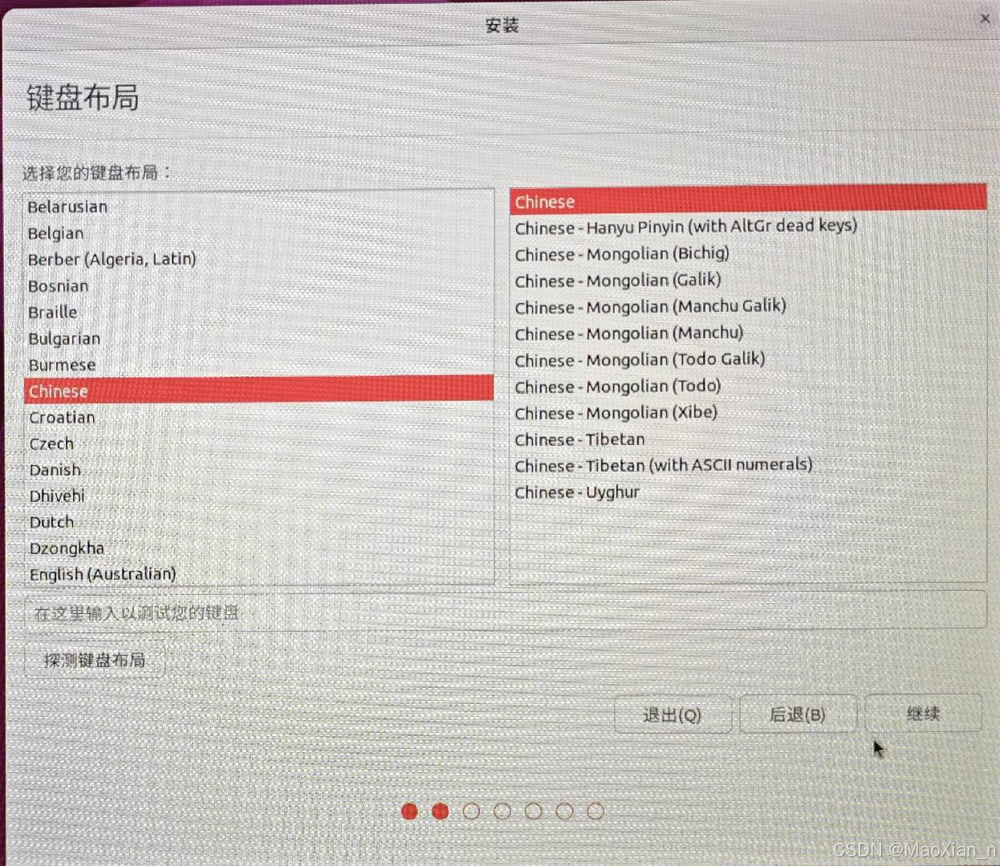 安装
×
键盘布局
选择您的键盘布局：
Belarusian
Belgian
Berber (Algeria, Latin)
Bosnian
Braille
Bulgarian
Burmese
Chinese
Croatian
Czech
Danish
Dhivehi
Dutch
Dzongkha
English (Australian)
Chinese
Chinese - Hanyu Pinyin (with AltGr dead keys)
Chinese - Mongolian (Bichig)
Chinese - Mongolian (Galik)
Chinese - Mongolian (Manchu Galik)
Chinese - Mongolian (Manchu)
Chinese - Mongolian (Todo Galik)
Chinese - Mongolian (Todo)
Chinese - Mongolian (Xibe)
Chinese - Tibetan
Chinese - Tibetan (with ASCII numerals)
Chinese - Uyghur
在这里输入以测试您的键盘
探测键盘布局
退出(Q) 后退(B) 继续
CSDN @MaoXian_n